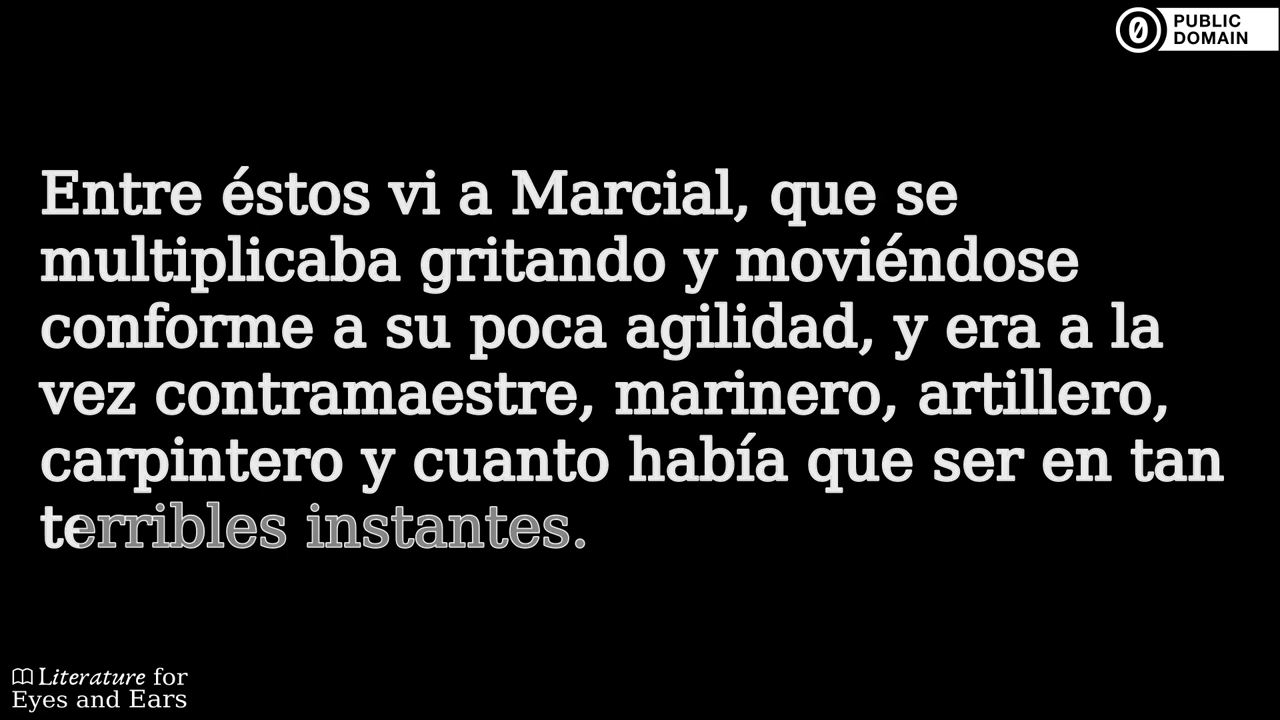 PUBLIC
DOMAIN
Entre éstos vi a Marcial, que se
multiplicaba gritando y moviéndose
conforme a su poca agilidad, y era a la
vez contramaestre, marinero, artillero,
carpintero y cuanto había que ser en tan
terribles instantes.
Literature for
Eyes and Ears